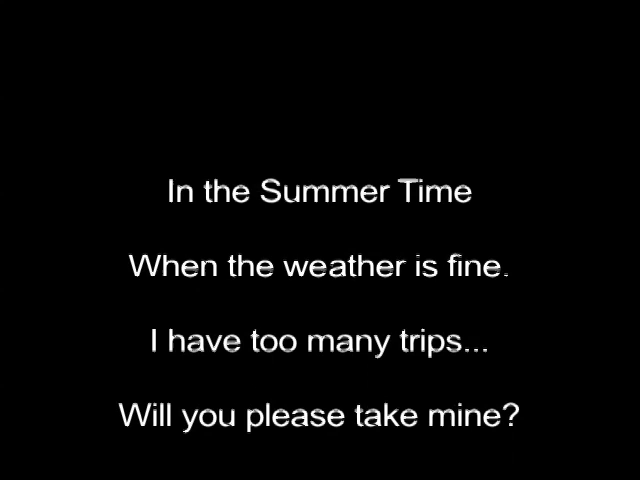 In the Summer Time
When the weather is fine.
I have too many trips...
Will you please take mine?